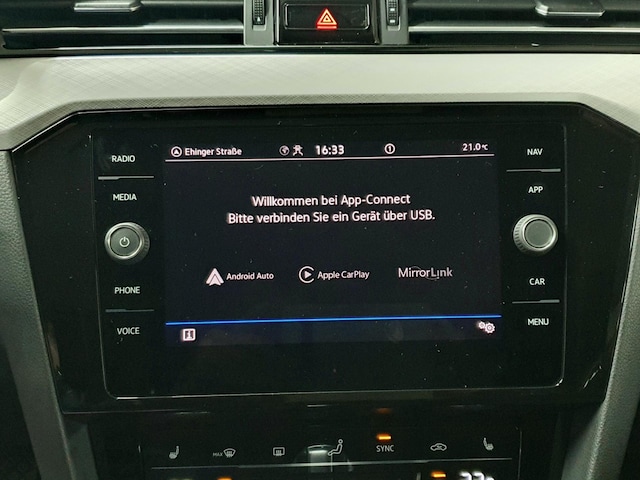 RADIO
MEDIA
PHONE
VOICE
Ehinger Straße 16:33 21.0°C
Willkommen bei App-Connect
Bitte verbinden Sie ein Gerät über USB.
Android Auto Apple CarPlay MirrorLink
NAV
APP
CAR
MENU
MAX SYNC